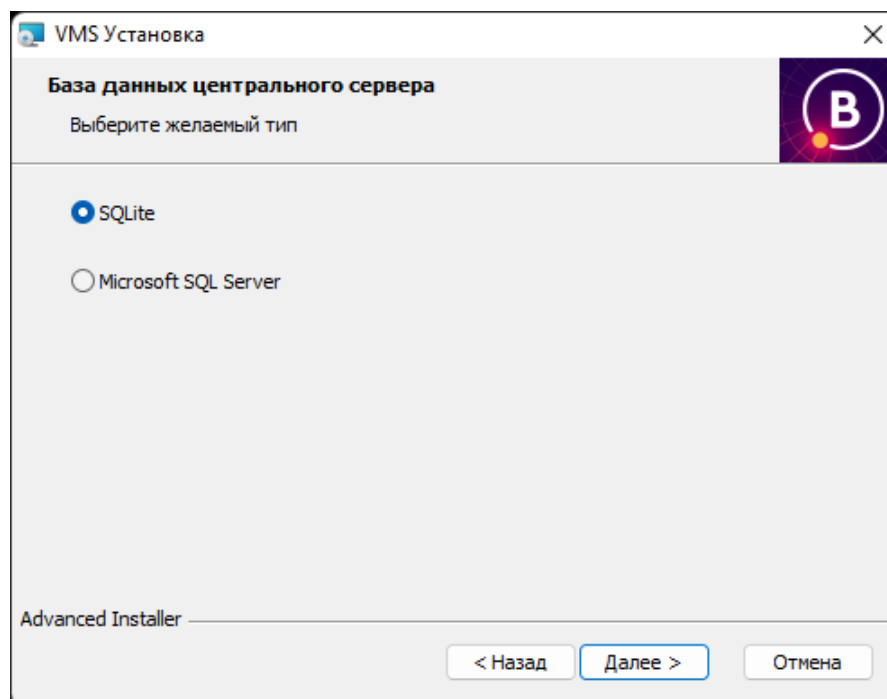 VMS Установка
База данных центрального сервера
Выберите желаемый тип
B
SQLite
Microsoft SQL Server
Advanced Installer
< Назад
Далее >
Отмена